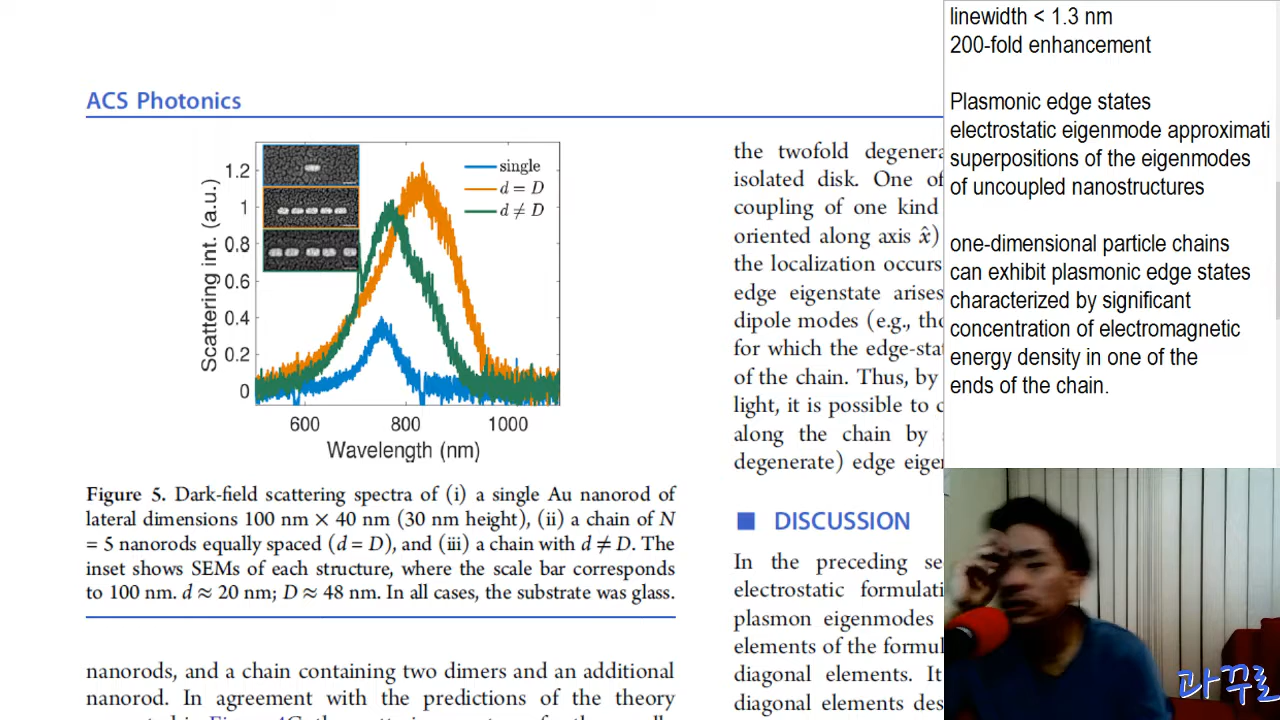 ACS Photonics
1.2
1
0.8
0.6
0.4
0.2
0
Scattering int. (a.u.)
single
d = D
d ≠ D
600 800 1000
Wavelength (nm)
Figure 5. Dark-field scattering spectra of (i) a single Au nanorod of
lateral dimensions 100 nm × 40 nm (30 nm height), (ii) a chain of N
= 5 nanorods equally spaced (d = D), and (iii) a chain with d ≠ D. The
inset shows SEMs of each structure, where the scale bar corresponds
to 100 nm. d ≈ 20 nm; D ≈ 48 nm. In all cases, the substrate was glass.
nanorods, and a chain containing two dimers and an additional
nanorod. In agreement with the predictions of the theory
the twofold degenera
isolated disk. One of
coupling of one kind
oriented along axis x̂)
the localization occurs
edge eigenstate arises
dipole modes (e.g., tho
for which the edge-sta
of the chain. Thus, by
light, it is possible to c
along the chain by
degenerate) edge eige
■ DISCUSSION
In the preceding se
electrostatic formulati
plasmon eigenmodes
elements of the formul
diagonal elements. It
diagonal elements des
linewidth < 1.3 nm
200-fold enhancement
Plasmonic edge states
electrostatic eigenmode approximati
superpositions of the eigenmodes
of uncoupled nanostructures
one-dimensional particle chains
can exhibit plasmonic edge states
characterized by significant
concentration of electromagnetic
energy density in one of the
ends of the chain.
과꾸로